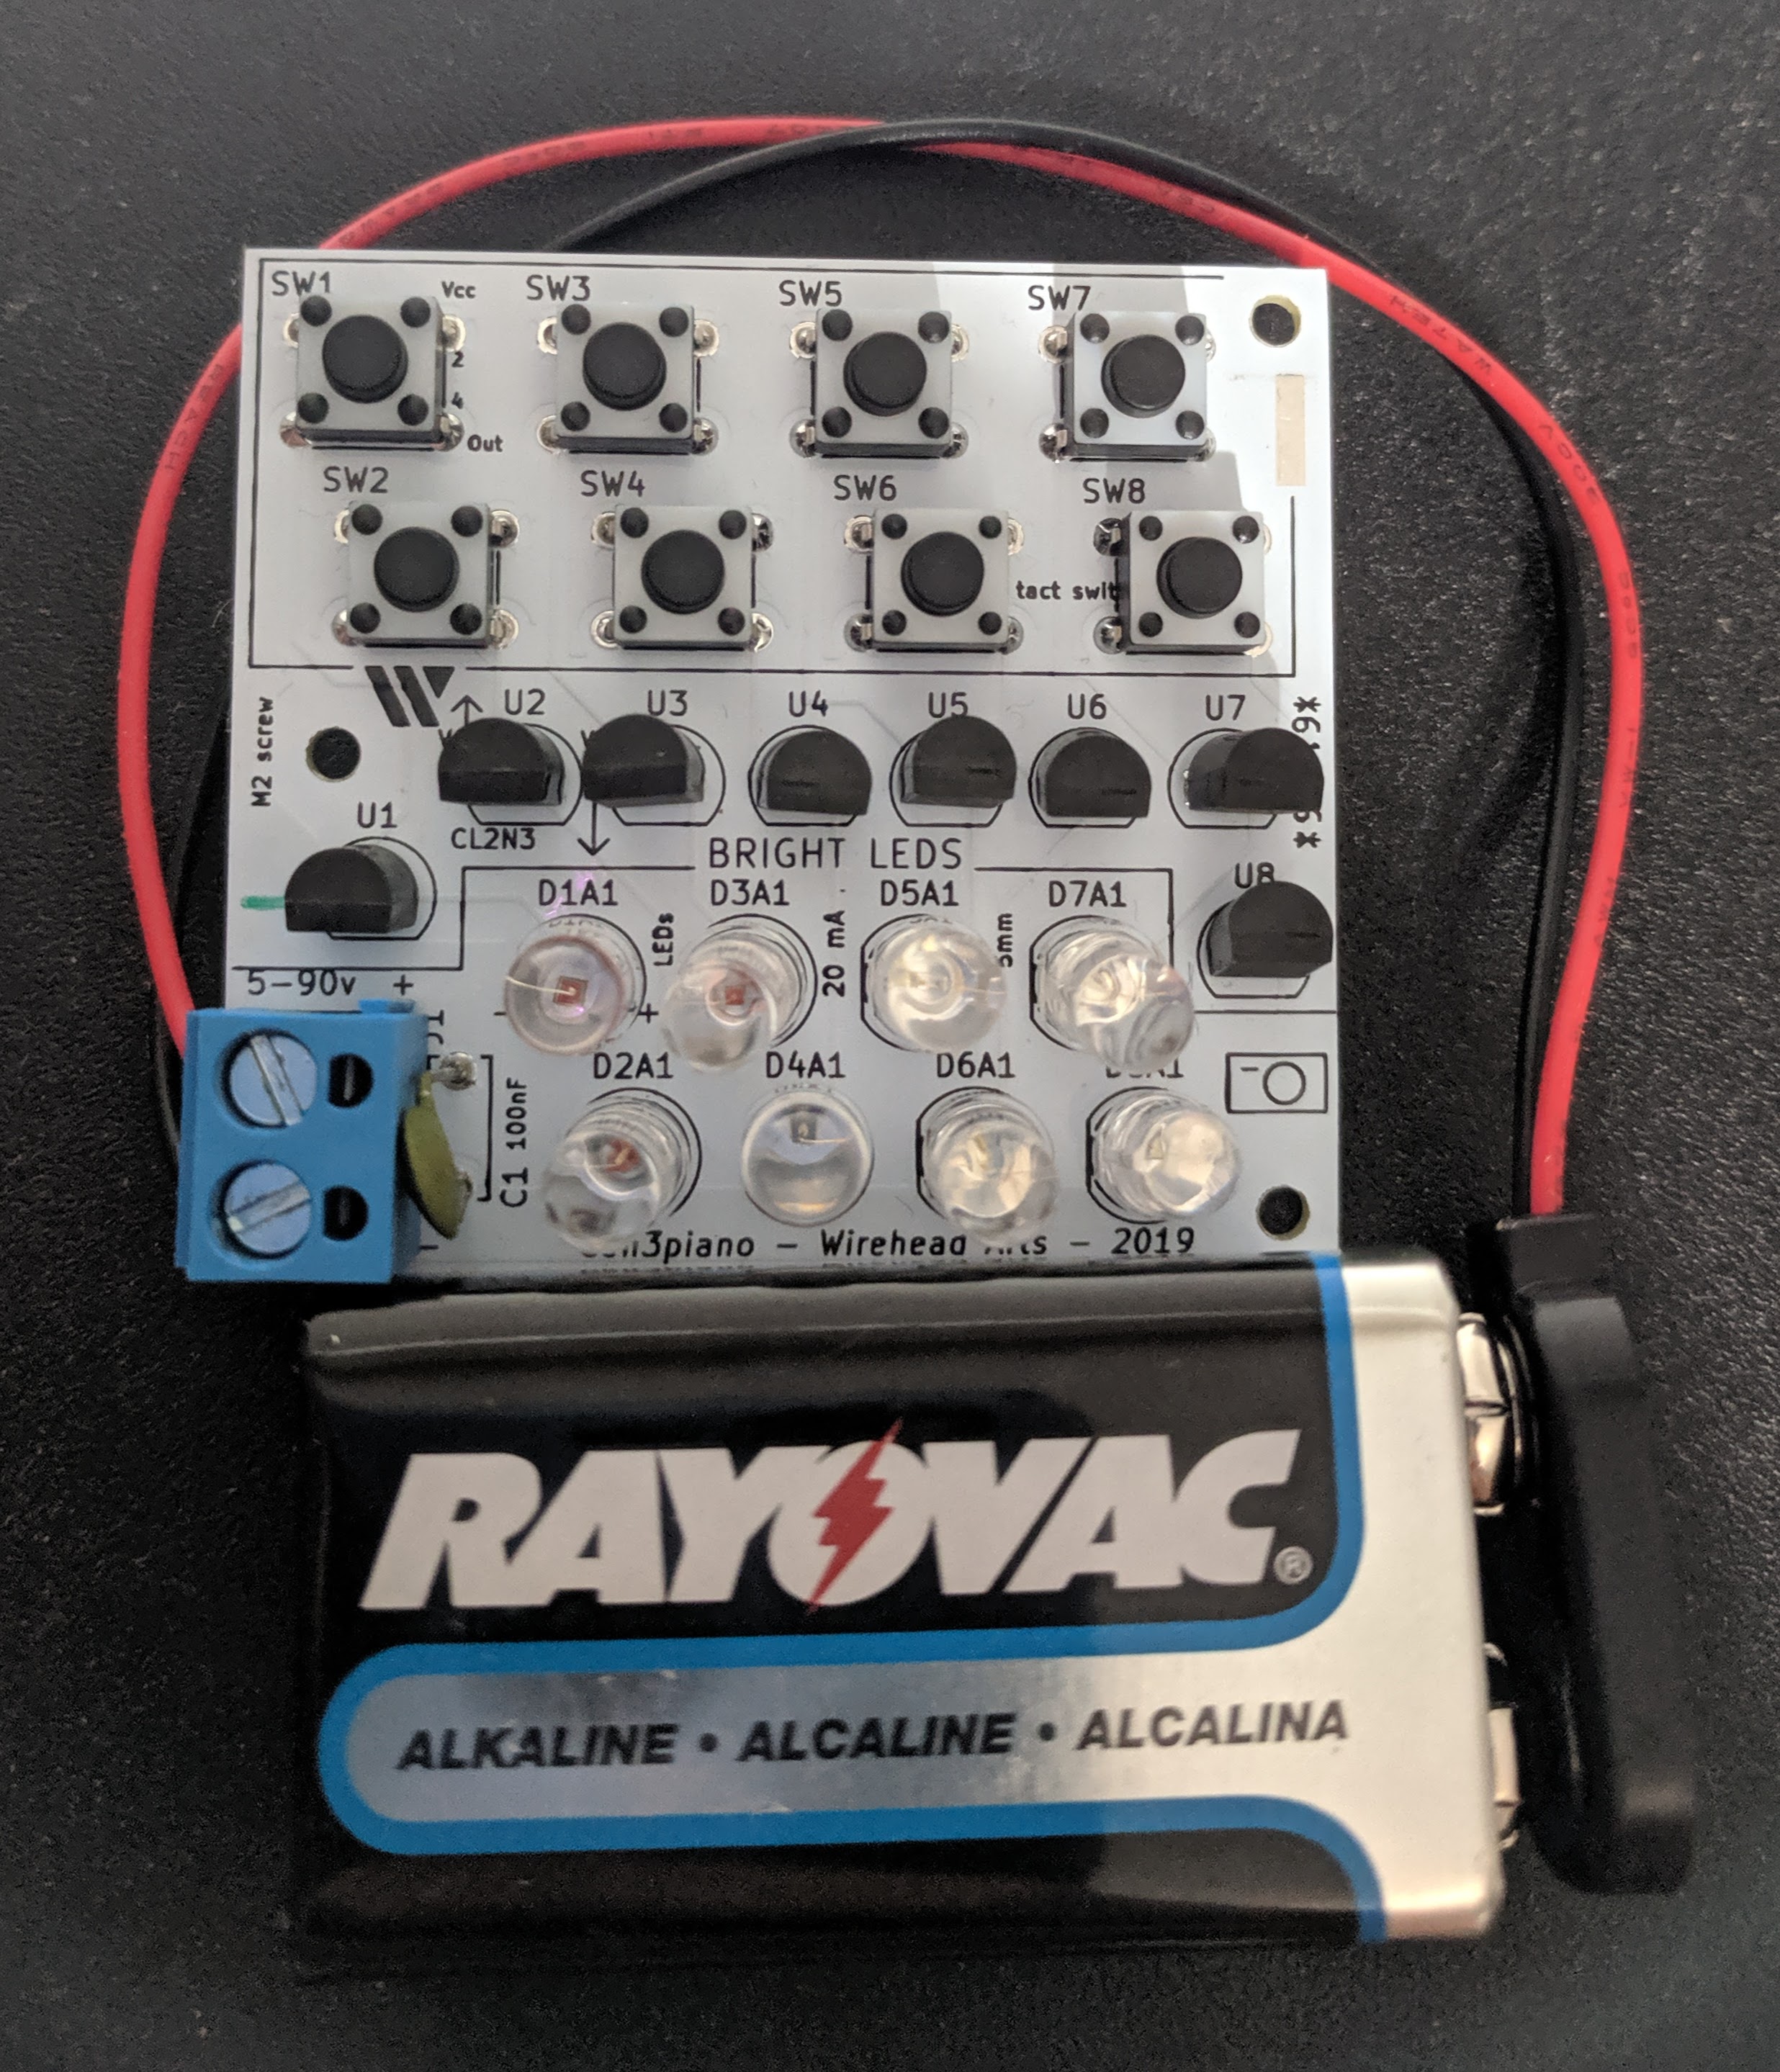 SW1 Vcc SW3 SW5 SW7
2
4
Out
SW2 SW4 SW6 SW8
tact swit
M2 screw
U2 U3 U4 U5 U6 U7
U1
CL2N3
BRIGHT LEDS
U8
D1A1 D3A1 D5A1 D7A1
LEDs
20 mA
5mm
5-90v +
J1
D2A1 D4A1 D6A1
C1 100nF
- Wirehead Arts - 2019
RAYOVAC®
ALKALINE • ALCALINE • ALCALINA